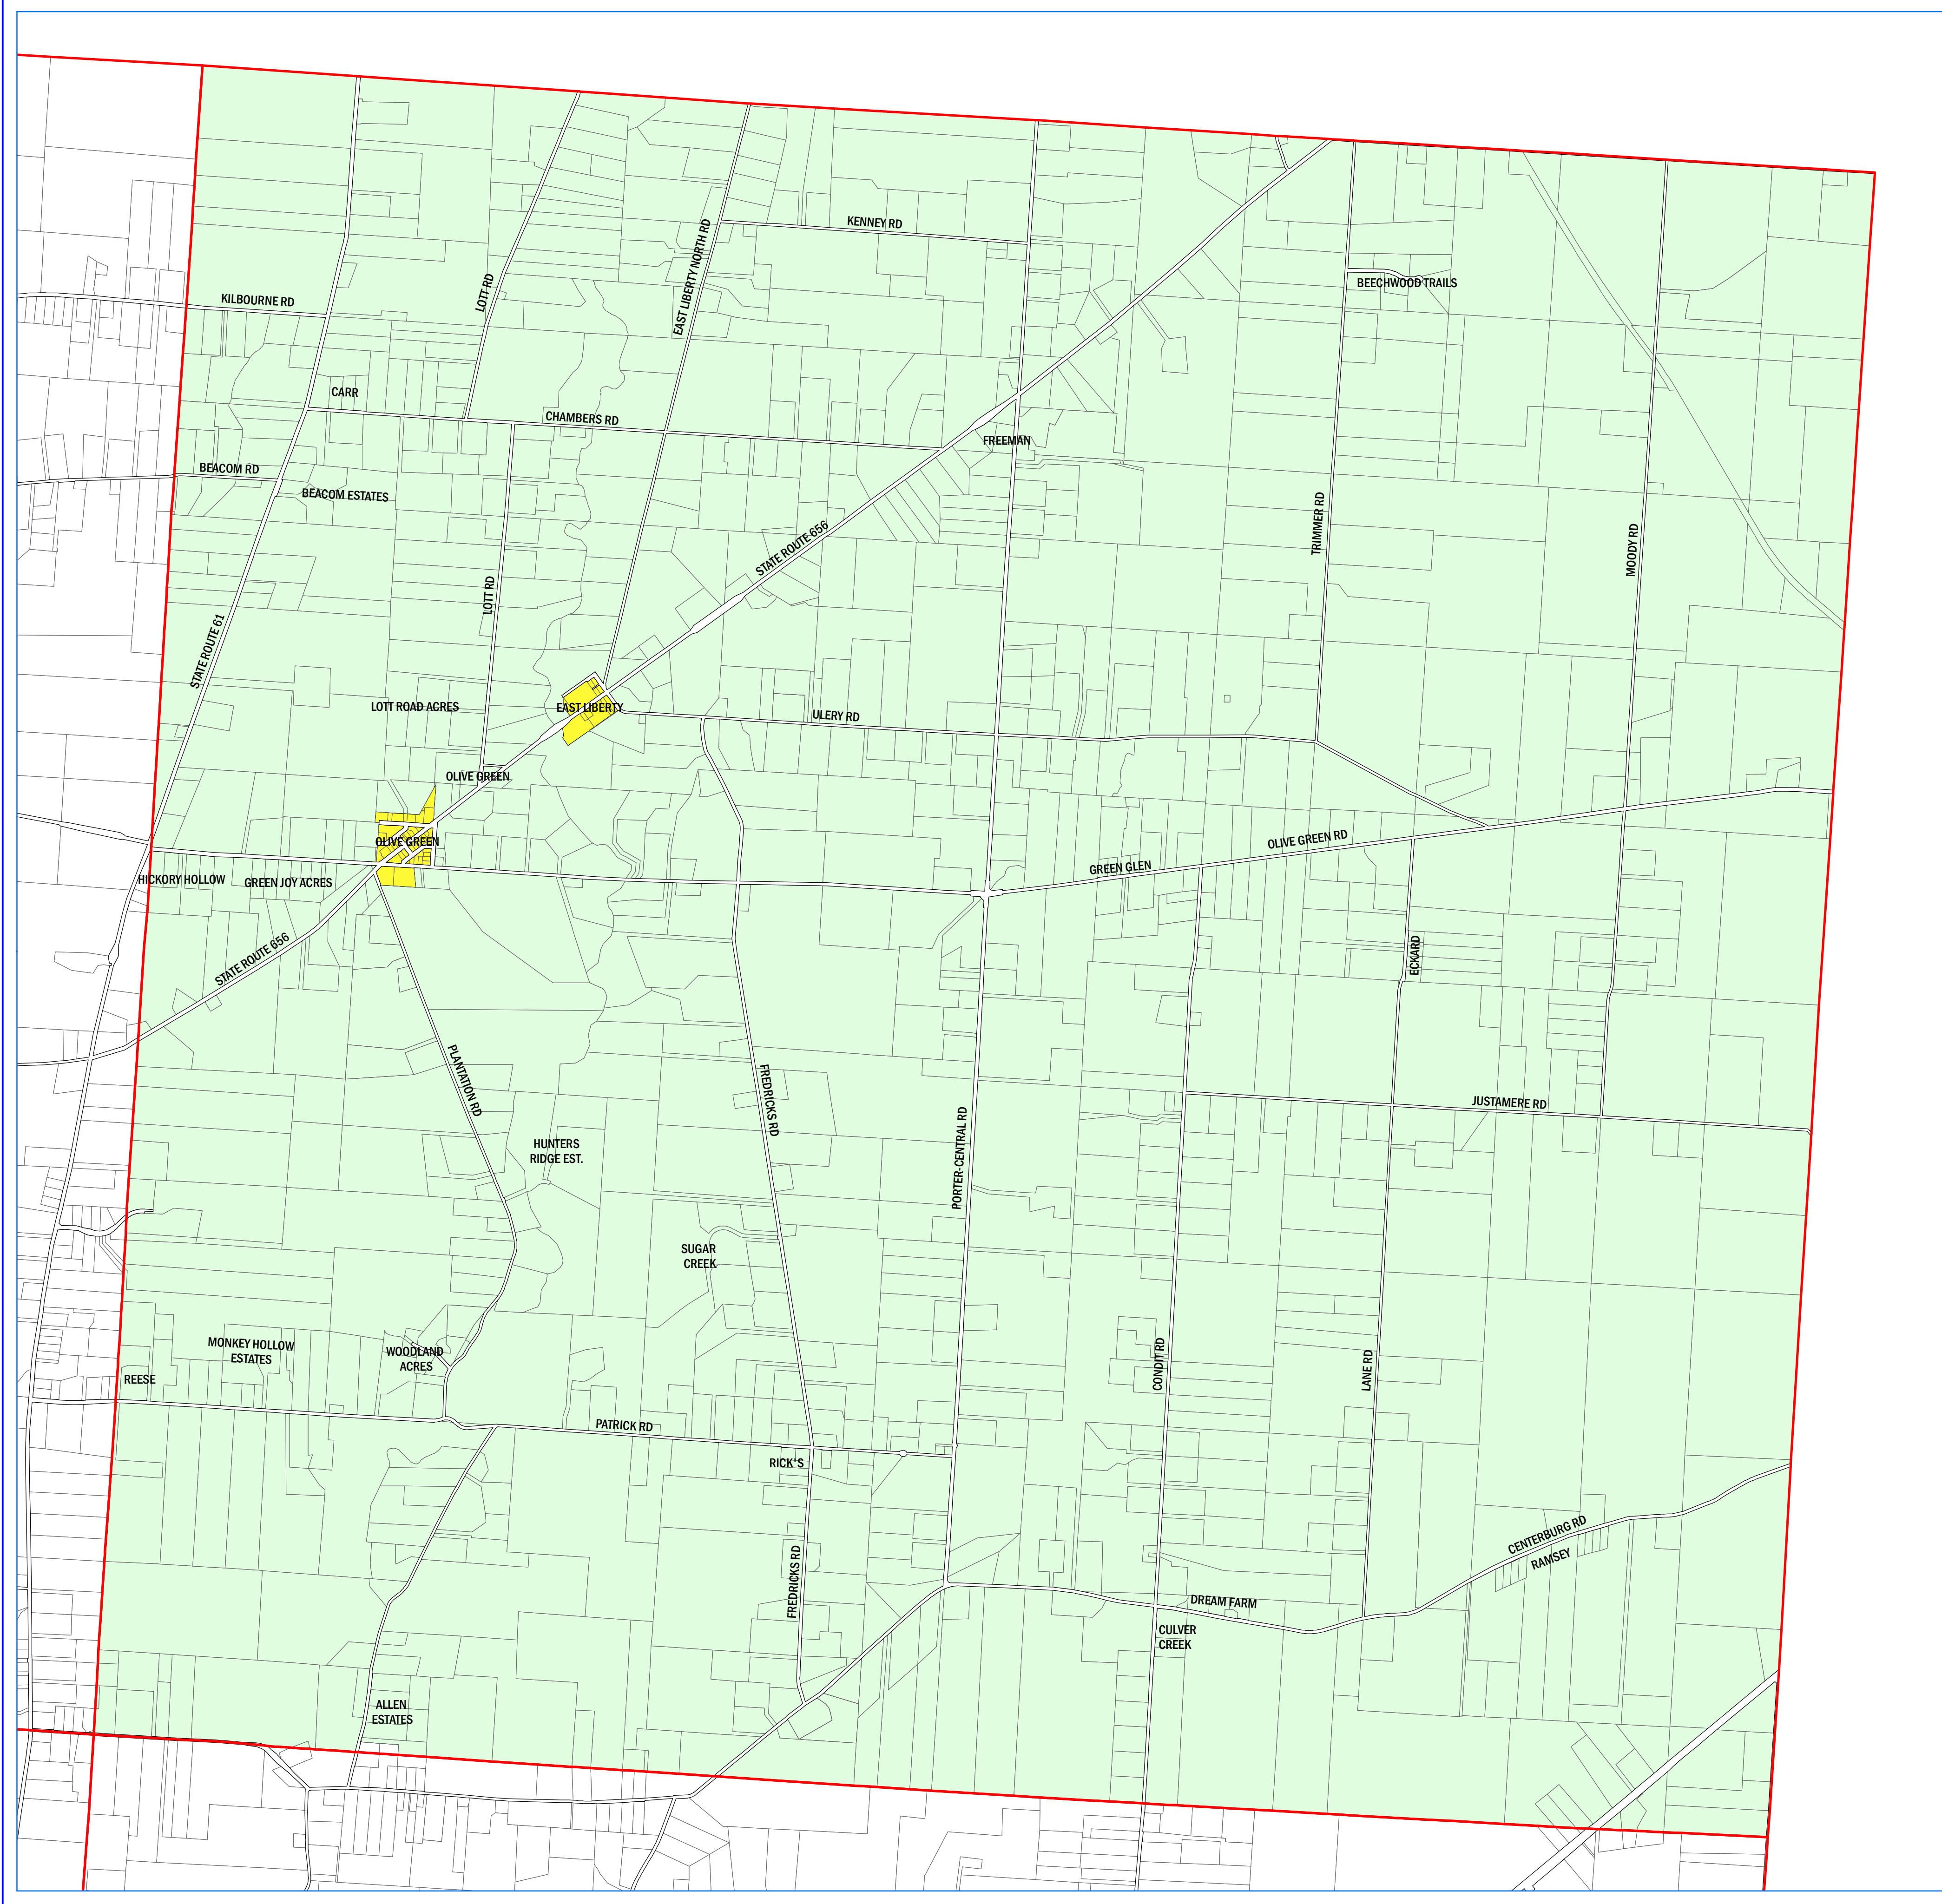 KENNEY RD
EAST LIBERTY NORTH RD
BEECHWOOD TRAILS
LOTT RD
KILBOURNE RD
CARR
CHAMBERS RD
FREEMAN
BEACOM RD
BEACOM ESTATES
STATE ROUTE 656
TRIMMER RD
MOODY RD
LOTT RD
STATE ROUTE 61
LOTT ROAD ACRES
EAST LIBERTY
ULERY RD
OLIVE GREEN
OLIVE GREEN
OLIVE GREEN RD
GREEN GLEN
HICKORY HOLLOW
GREEN JOY ACRES
STATE ROUTE 656
ECKARD
PLANTATION RD
FREDRICKS RD
JUSTAMERE RD
PORTER-CENTRAL RD
HUNTERS
RIDGE EST.
SUGAR
CREEK
MONKEY HOLLOW
ESTATES
WOODLAND
ACRES
CONDIT RD
LANE RD
REESE
PATRICK RD
RICK'S
CENTERBURG RD
RAMSEY
FREDRICKS RD
DREAM FARM
CULVER
CREEK
ALLEN
ESTATES